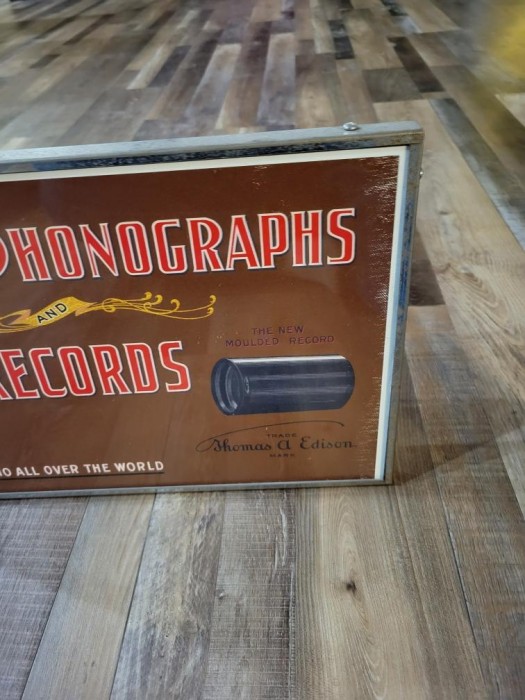 PHONOGRAPHS
AND
RECORDS
THE NEW
MOULDED RECORD
TRADE
Thomas A Edison
MARK
ALL OVER THE WORLD